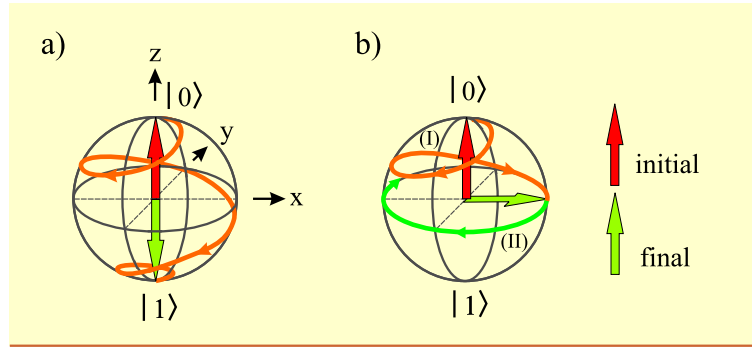 a)
z
|0⟩
y
x
|1⟩
b)
|0⟩
(I)
(II)
|1⟩
initial
final